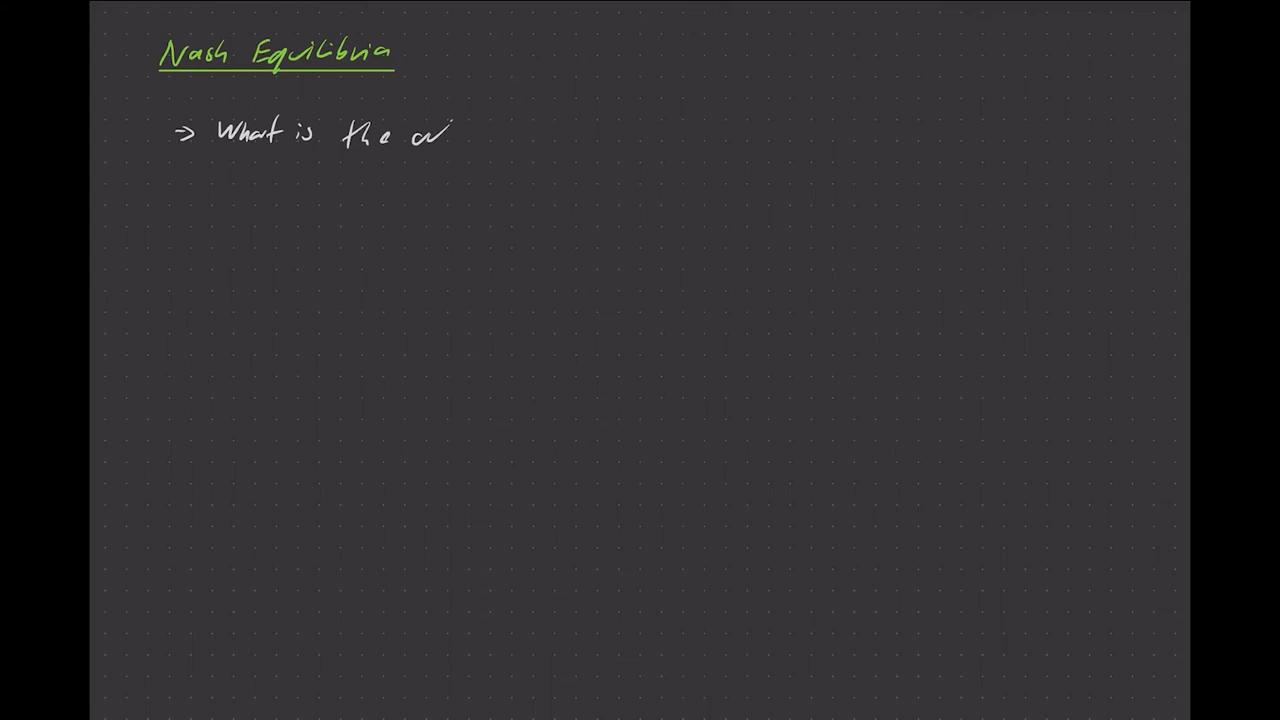 Nash Equilibria
→ What is the